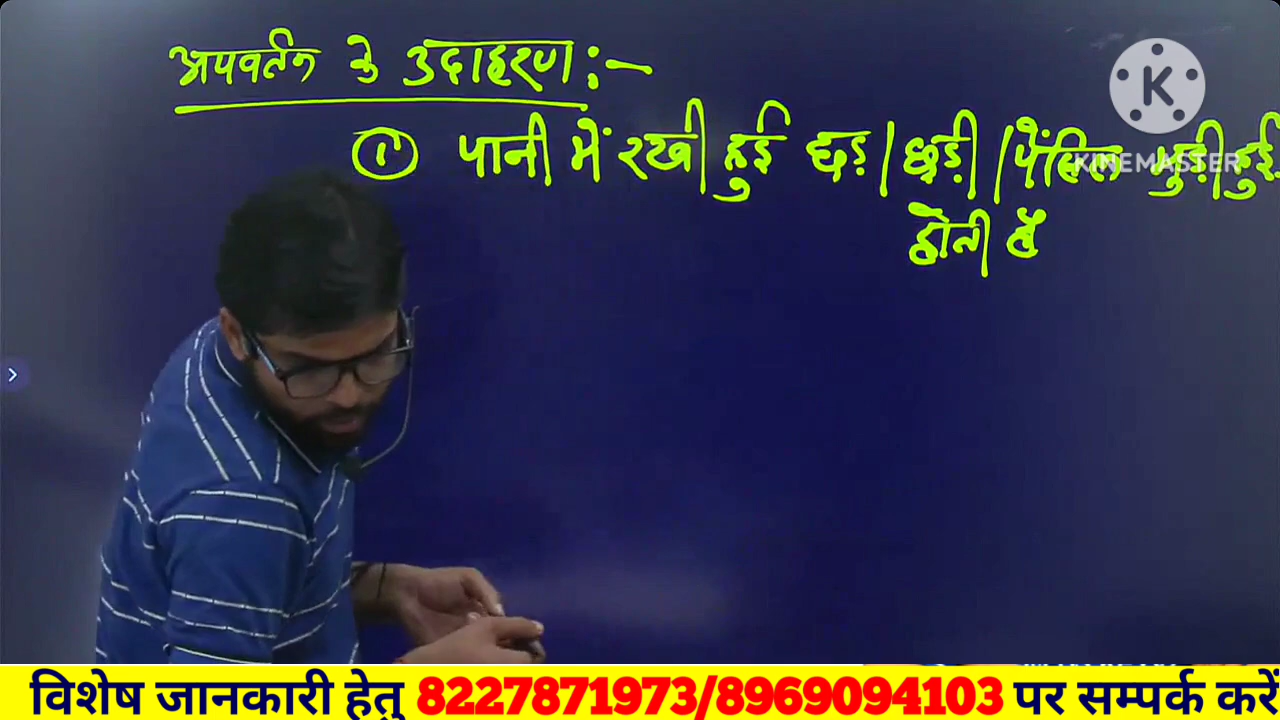 अपवर्तन के उदाहरण :-
K
① पानी में रखी हुई छड़ / छड़ी / पेंसिल मुड़ी हुई
KINEMASTER
होती है
विशेष जानकारी हेतु 8227871973/8969094103 पर सम्पर्क करें